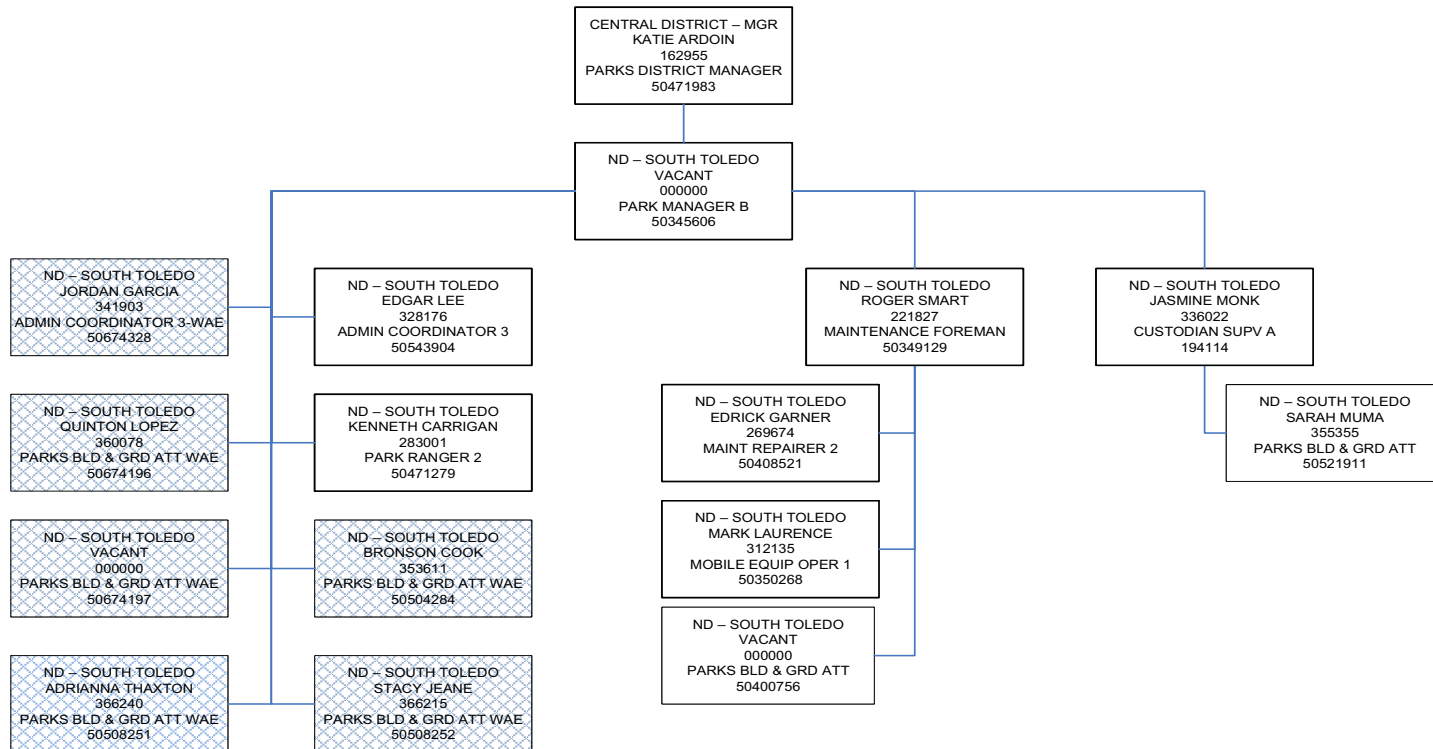 CENTRAL DISTRICT – MGR
KATIE ARDOIN
162955
PARKS DISTRICT MANAGER
50471983
ND – SOUTH TOLEDO
VACANT
000000
PARK MANAGER B
50345606
ND – SOUTH TOLEDO
JORDAN GARCIA
341903
ADMIN COORDINATOR 3-WAE
50674328
ND – SOUTH TOLEDO
EDGAR LEE
328176
ADMIN COORDINATOR 3
50543904
ND – SOUTH TOLEDO
ROGER SMART
221827
MAINTENANCE FOREMAN
50349129
ND – SOUTH TOLEDO
JASMINE MONK
336022
CUSTODIAN SUPV A
194114
ND – SOUTH TOLEDO
QUINTON LOPEZ
360078
PARKS BLD & GRD ATT WAE
50674196
ND – SOUTH TOLEDO
KENNETH CARRIGAN
283001
PARK RANGER 2
50471279
ND – SOUTH TOLEDO
EDRICK GARNER
269674
MAINT REPAIRER 2
50408521
ND – SOUTH TOLEDO
SARAH MUMA
355355
PARKS BLD & GRD ATT
50521911
ND – SOUTH TOLEDO
VACANT
000000
PARKS BLD & GRD ATT WAE
50674197
ND – SOUTH TOLEDO
BRONSON COOK
353611
PARKS BLD & GRD ATT WAE
50504284
ND – SOUTH TOLEDO
MARK LAURENCE
312135
MOBILE EQUIP OPER 1
50350268
ND – SOUTH TOLEDO
VACANT
000000
PARKS BLD & GRD ATT
50400756
ND – SOUTH TOLEDO
ADRIANNA THAXTON
366240
PARKS BLD & GRD ATT WAE
50508251
ND – SOUTH TOLEDO
STACY JEANE
366215
PARKS BLD & GRD ATT WAE
50508252